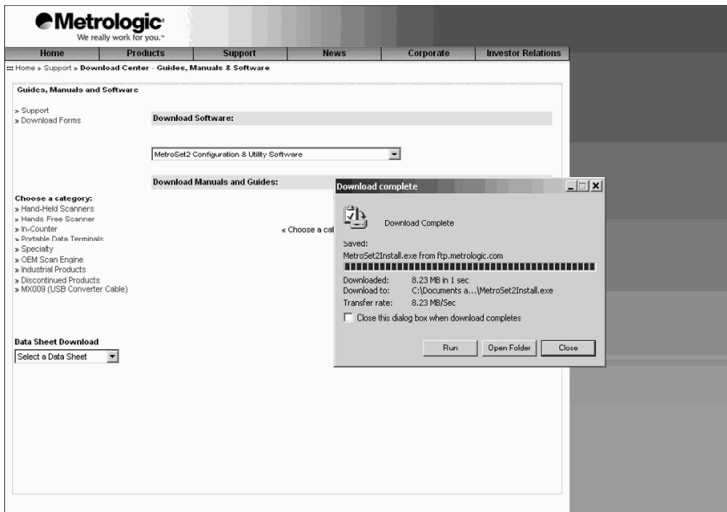 Metrologic
We really work for you.™
Home Products Support News Corporate Investor Relations
Home » Support » Download Center - Guides, Manuals & Software
Guides, Manuals and Software
» Support
» Download Forms
Download Software:
MetroSet2 Configuration & Utility Software
Download Manuals and Guides:
Choose a category:
» Hand-Held Scanners
» Hands Free Scanner
» In-Counter
» Portable Data Terminals
» Specialty
» OEM Scan Engine
» Industrial Products
» Discontinued Products
» MX009 (USB Converter Cable)
« Choose a cat
Data Sheet Download
Select a Data Sheet
Download complete
Download Complete
Saved:
MetroSet2Install.exe from ftp.metrologic.com
Downloaded: 8.23 MB in 1 sec
Download to: C:\Documents a...\MetroSet2Install.exe
Transfer rate: 8.23 MB/Sec
Close this dialog box when download completes
Run Open Folder Close